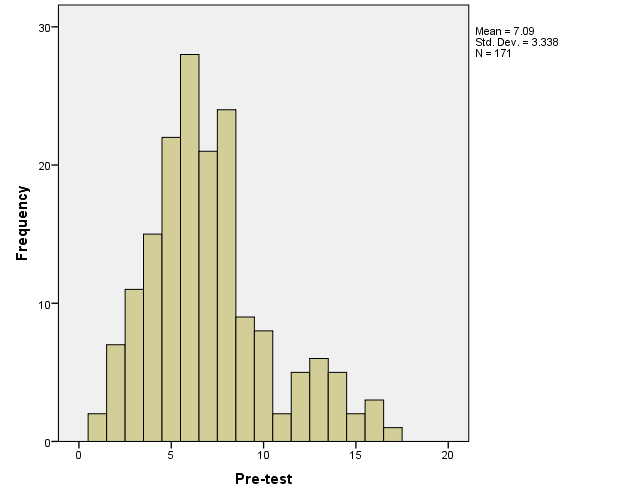 Mean = 7.09
Std. Dev. = 3.338
N = 171
30
20
10
0
Frequency
0 5 10 15 20
Pre-test